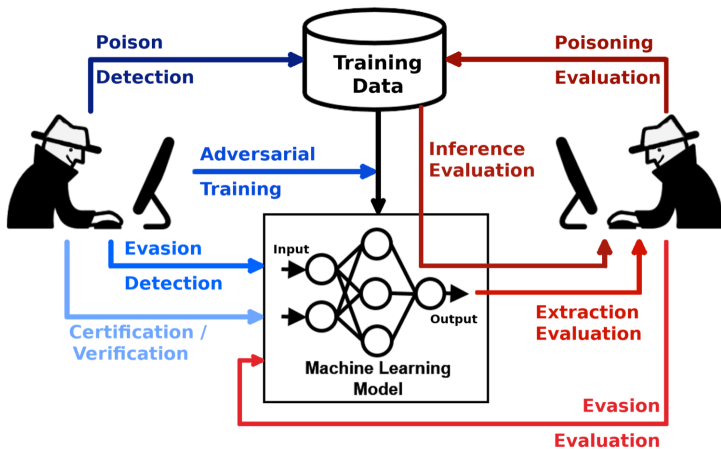 Poison
Detection
Training
Data
Poisoning
Evaluation
Adversarial
Training
Inference
Evaluation
Evasion
Detection
Input
Output
Certification /
Verification
Extraction
Evaluation
Machine Learning
Model
Evasion
Evaluation